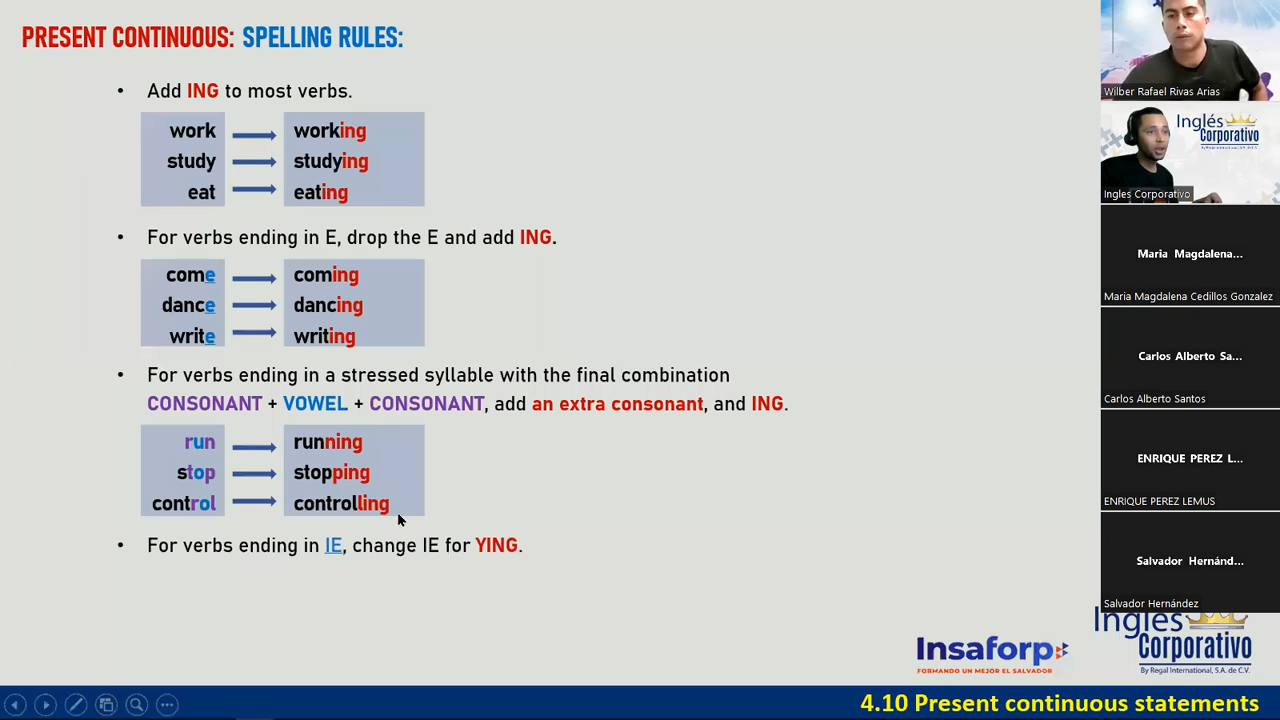 PRESENT CONTINUOUS: SPELLING RULES:
• Add ING to most verbs.
work → working
study → studying
eat → eating
• For verbs ending in E, drop the E and add ING.
come → coming
dance → dancing
write → writing
• For verbs ending in a stressed syllable with the final combination
CONSONANT + VOWEL + CONSONANT, add an extra consonant, and ING.
run → running
stop → stopping
control → controlling
• For verbs ending in IE, change IE for YING.
Wilber Rafael Rivas Arias
Inglés
Corporativo
By Regal International, S.A. de C.V.
Ingles Corporativo
Maria Magdalena...
Maria Magdalena Cedillos Gonzalez
Carlos Alberto Sa...
Carlos Alberto Santos
ENRIQUE PEREZ L...
ENRIQUE PEREZ LEMUS
Salvador Hernánd...
Salvador Hernández
Insaforp
FORMANDO UN MEJOR EL SALVADOR
Inglés
Corporativo
By Regal International, S.A. de C.V.
4.10 Present continuous statements